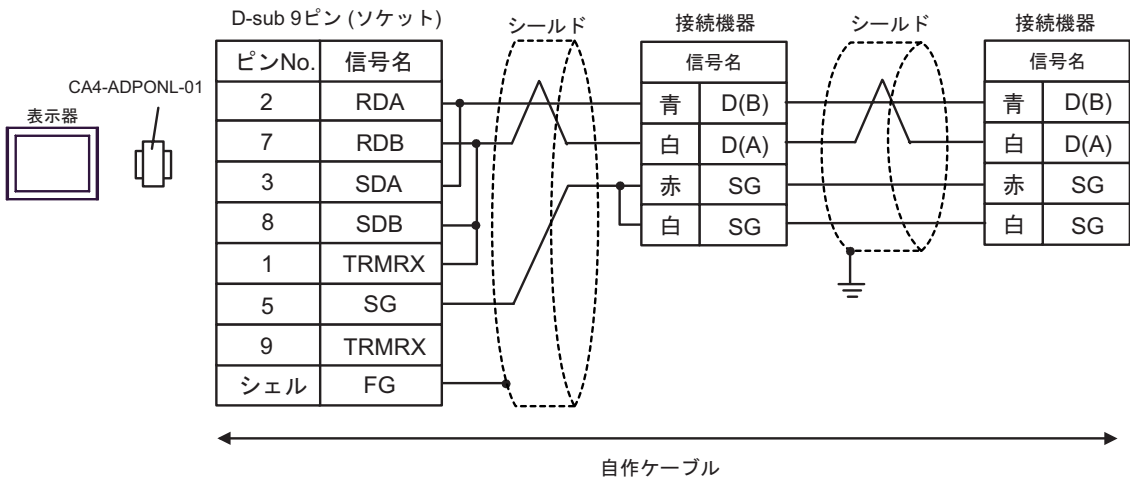 D-sub 9ピン (ソケット)
シールド
接続機器
シールド
接続機器
CA4-ADPONL-01
表示器
ピンNo. 信号名
2 RDA
7 RDB
3 SDA
8 SDB
1 TRMRX
5 SG
9 TRMRX
シェル FG
信号名
青 D(B)
白 D(A)
赤 SG
白 SG
信号名
青 D(B)
白 D(A)
赤 SG
白 SG
自作ケーブル